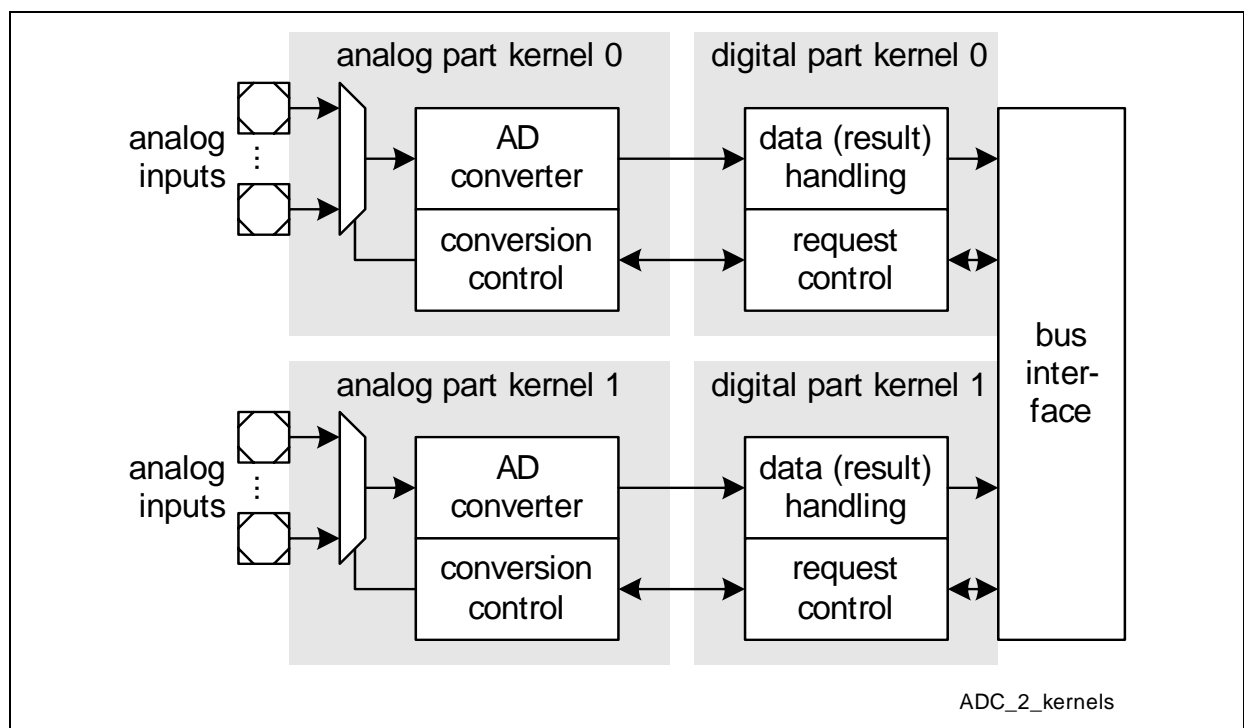 analog part kernel 0
digital part kernel 0
analog
inputs
...
AD
converter
conversion
control
data (result)
handling
request
control
bus
inter-
face
analog part kernel 1
digital part kernel 1
analog
inputs
...
AD
converter
conversion
control
data (result)
handling
request
control
ADC_2_kernels